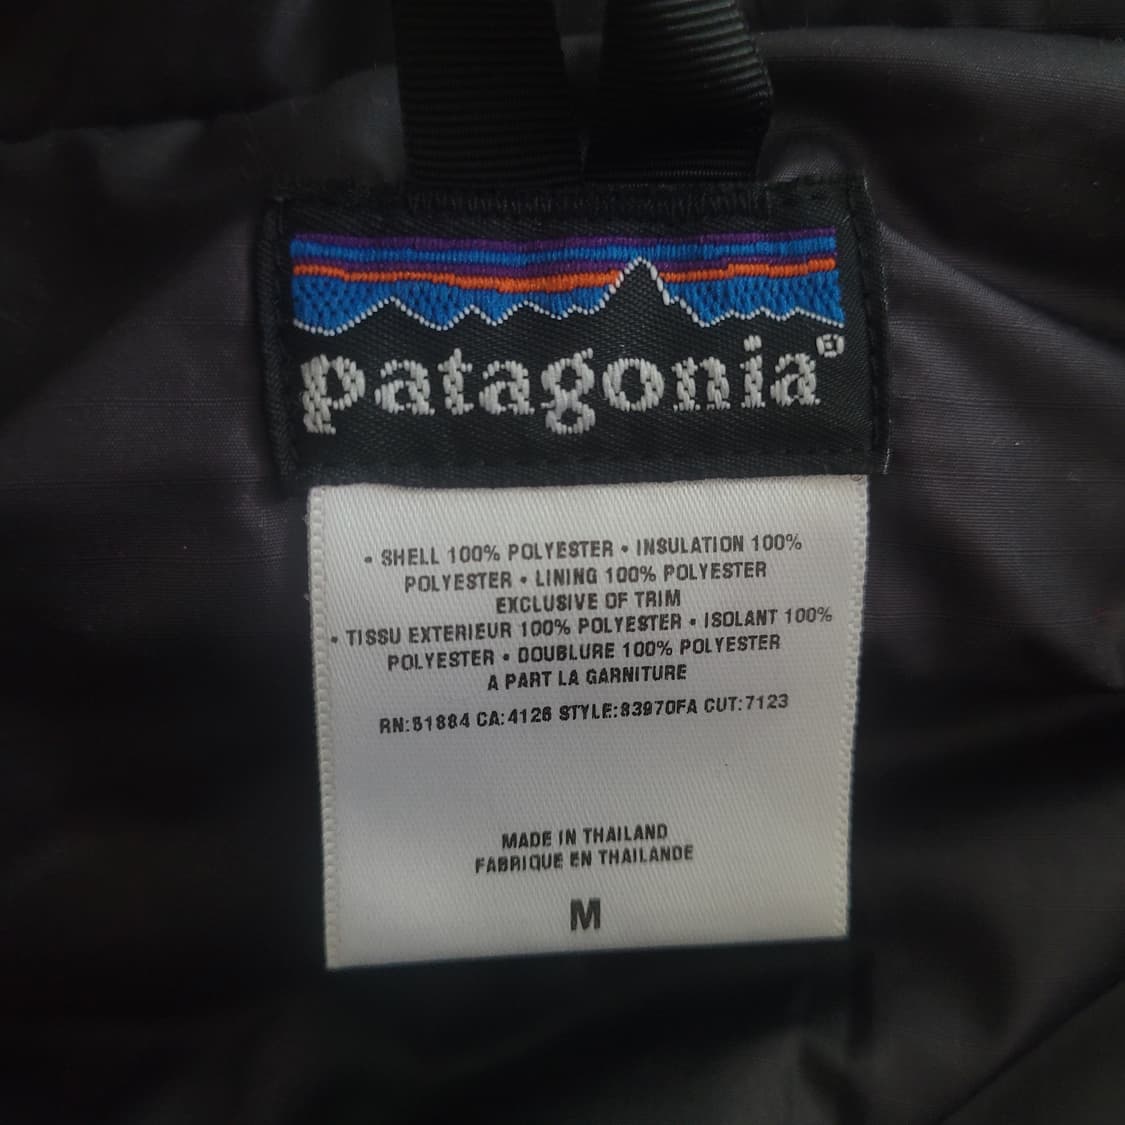 patagonia®
• SHELL 100% POLYESTER • INSULATION 100%
POLYESTER • LINING 100% POLYESTER
EXCLUSIVE OF TRIM
• TISSU EXTERIEUR 100% POLYESTER • ISOLANT 100%
POLYESTER • DOUBLURE 100% POLYESTER
A PART LA GARNITURE
RN:51884 CA:4126 STYLE:83970FA CUT:7123
MADE IN THAILAND
FABRIQUE EN THAILANDE
M